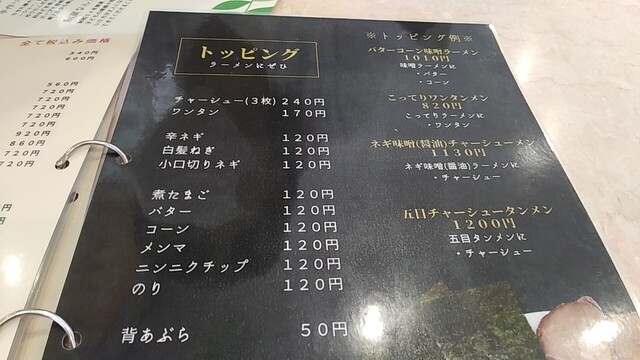 全て税込み価格
540円
600円
560円
720円
720円
720円
720円
920円
860円
720円
720円
円
円
トッピング
ラーメンにぜひ
チャーシュー(3枚) 240円
ワンタン 170円
辛ネギ 120円
白髪ねぎ 120円
小口切りネギ 120円
煮たまご 120円
バター 120円
コーン 120円
メンマ 120円
ニンニクチップ 120円
のり 120円
背あぶら 50円
※トッピング例※
バターコーン味噌ラーメン
1010円
味噌ラーメンに
・バター
・コーン
こってりワンタンメン
820円
こってりラーメンに
・ワンタン
ネギ味噌(醤油)チャーシューメン
1130円
ネギ味噌(醤油)ラーメンに
・チャーシュー
五目チャーシュータンメン
1200円
五目タンメンに
・チャーシュー